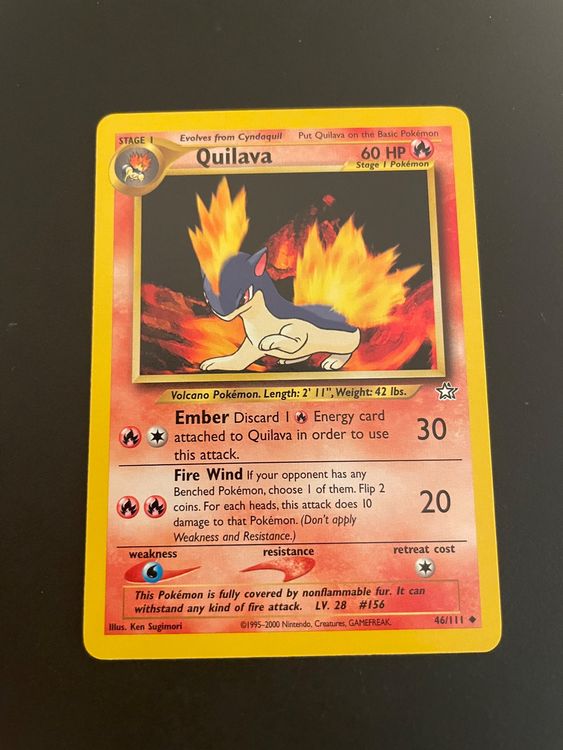 STAGE 1 Evolves from Cyndaquil Put Quilava on the Basic Pokémon
Quilava 60 HP
Stage 1 Pokémon
Volcano Pokémon. Length: 2' 11", Weight: 42 lbs.
Ember Discard 1 Energy card
attached to Quilava in order to use
this attack.
30
Fire Wind If your opponent has any
Benched Pokémon, choose 1 of them. Flip 2
coins. For each heads, this attack does 10
damage to that Pokémon. (Don't apply
Weakness and Resistance.)
20
weakness resistance retreat cost
This Pokémon is fully covered by nonflammable fur. It can
withstand any kind of fire attack. LV. 28 #156
Illus. Ken Sugimori ©1995-2000 Nintendo, Creatures, GAMEFREAK. 46/111